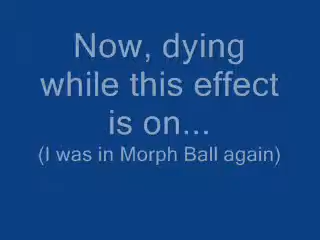 Now, dying
while this effect
is on...
(I was in Morph Ball again)